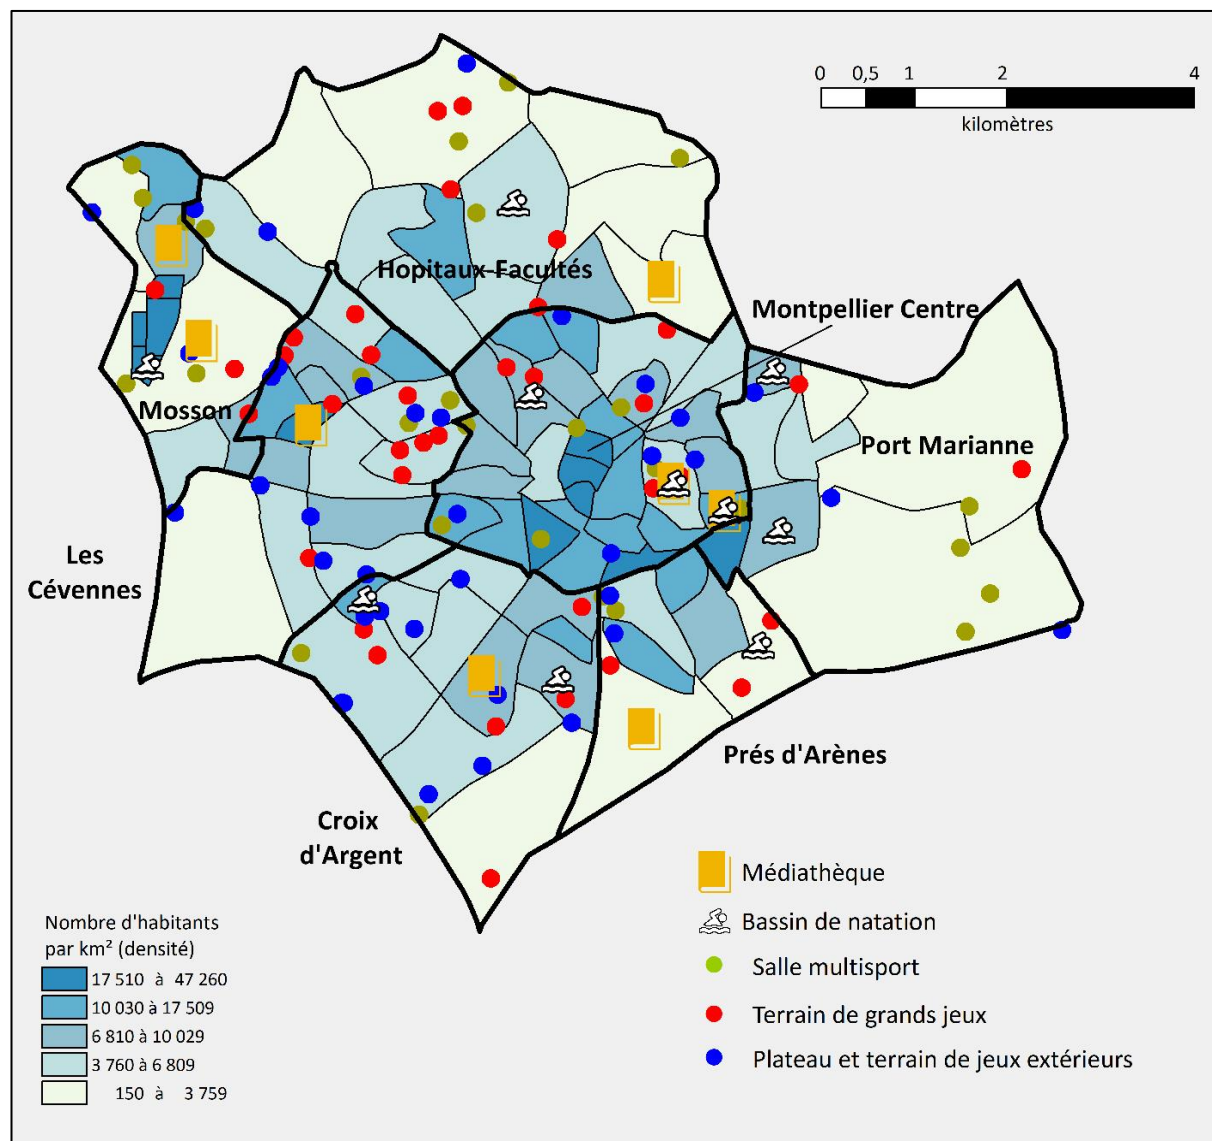 0 0,5 1 2 4
kilomètres
Hopitaux-Facultés
Montpellier Centre
Mosson
Port Marianne
Les
Cévennes
Prés d'Arènes
Croix
d'Argent
Médiathèque
Bassin de natation
Salle multisport
Terrain de grands jeux
Plateau et terrain de jeux extérieurs
Nombre d'habitants
par km² (densité)
17 510 à 47 260
10 030 à 17 509
6 810 à 10 029
3 760 à 6 809
150 à 3 759